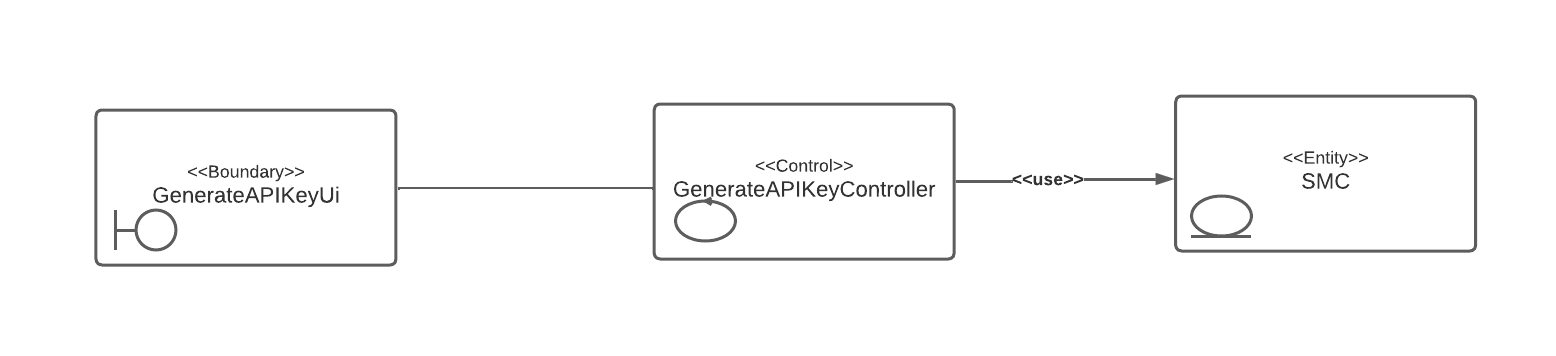 <<Boundary>>
GenerateAPIKeyUi
<<Control>>
GenerateAPIKeyController
<<use>>
<<Entity>>
SMC